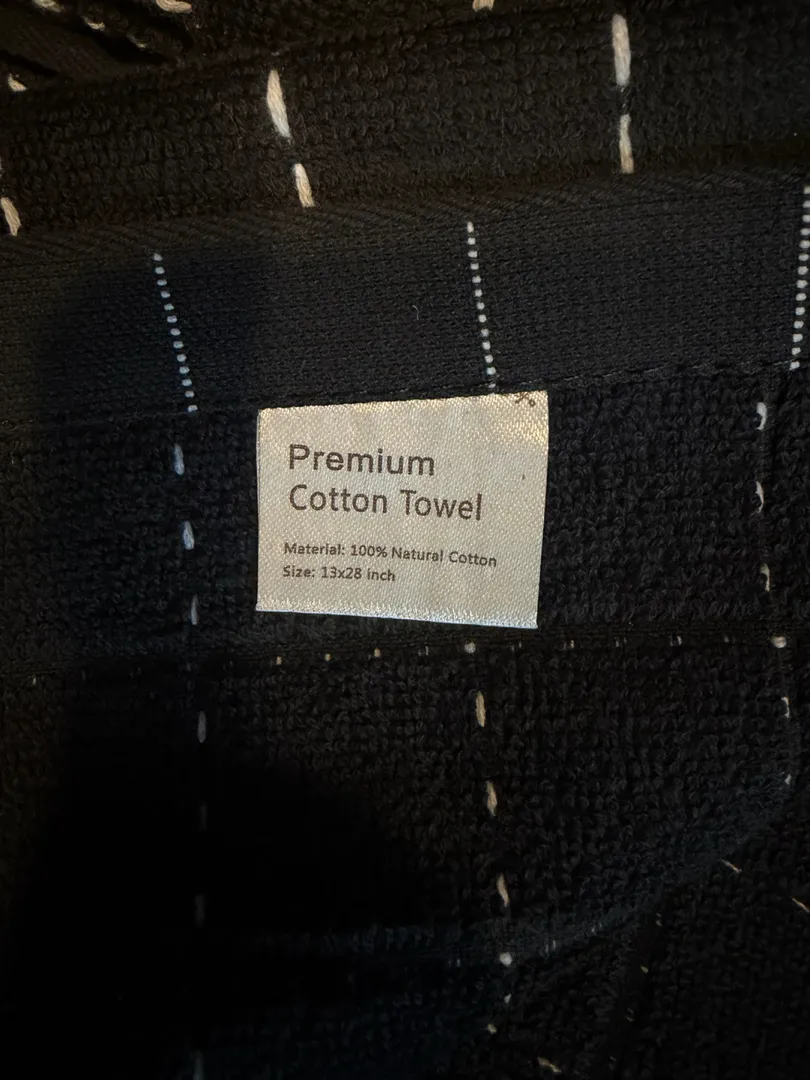 Premium
Cotton Towel
Material: 100% Natural Cotton
Size: 13x28 inch